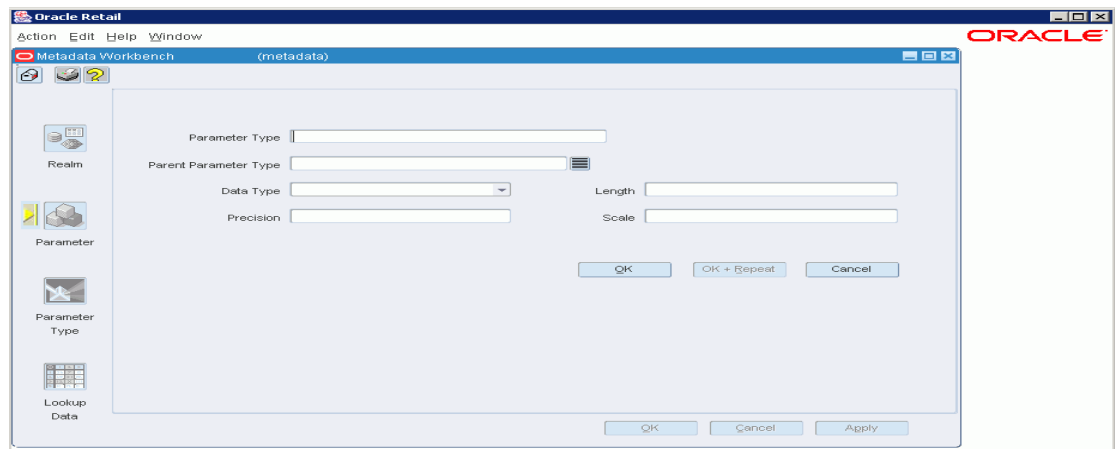 Oracle Retail
Action Edit Help Window
ORACLE
Metadata Workbench (metadata)
Realm
Parameter
Parameter
Type
Lookup
Data
Parameter Type
Parent Parameter Type
Data Type
Length
Precision
Scale
OK
OK + Repeat
Cancel
OK
Cancel
Apply